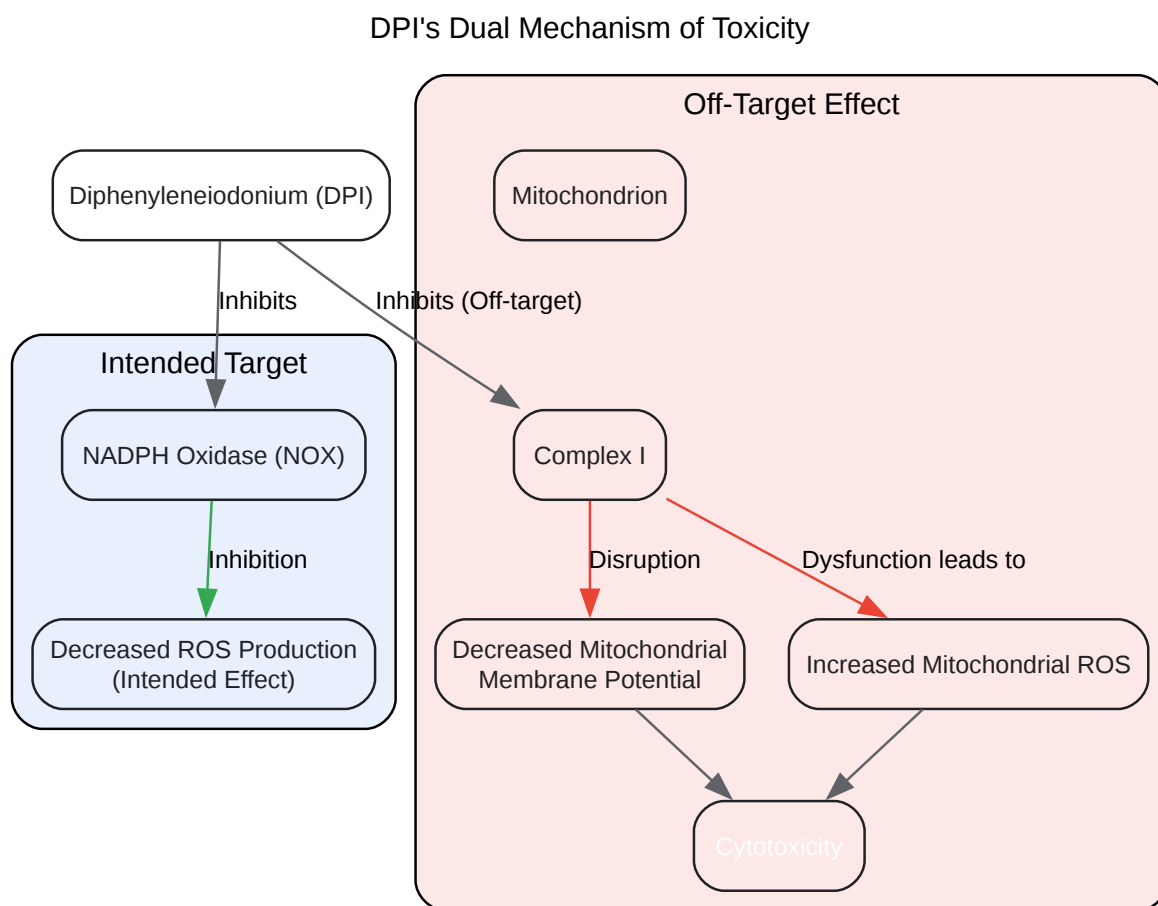 DPI's Dual Mechanism of Toxicity
Off-Target Effect
Diphenyleneiodonium (DPI)
Mitochondrion
Inhibits
Inhibits (Off-target)
Intended Target
NADPH Oxidase (NOX)
Complex I
Inhibition
Disruption
Dysfunction leads to
Decreased ROS Production
(Intended Effect)
Decreased Mitochondrial
Membrane Potential
Increased Mitochondrial ROS
Cytotoxicity